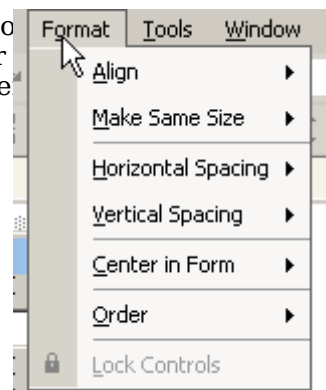 Format Tools Window
Align
Make Same Size
Horizontal Spacing
Vertical Spacing
Center in Form
Order
Lock Controls